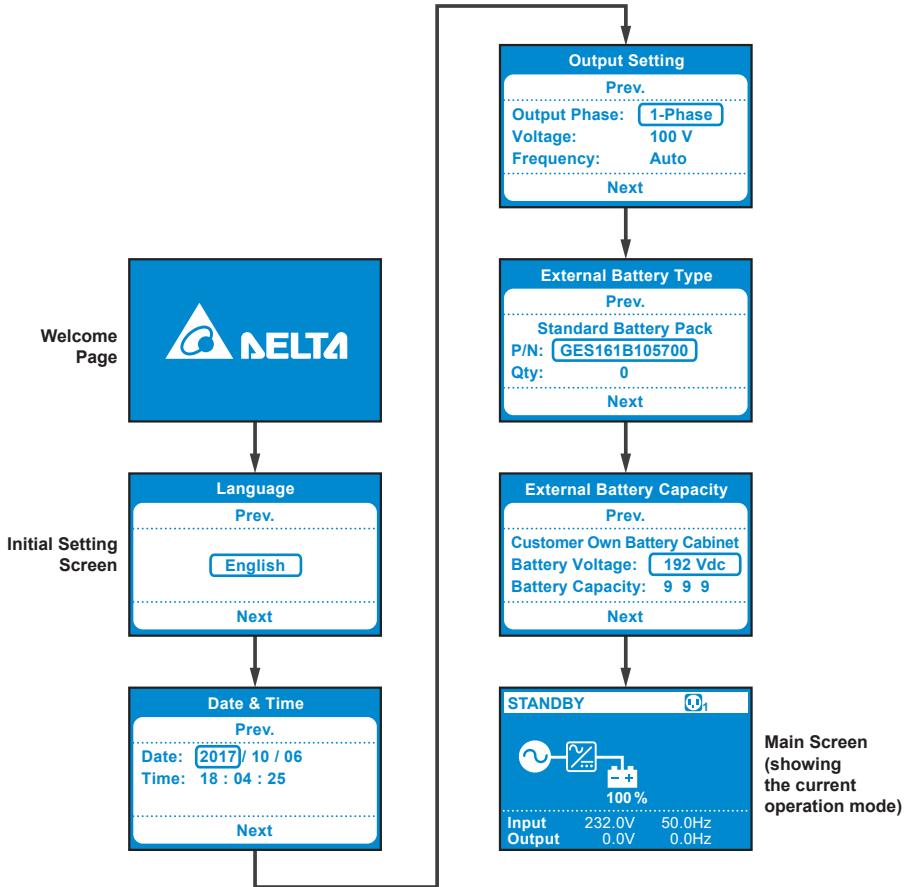 Welcome
Page
DELTA
Initial Setting
Screen
Language
Prev.
English
Next
Date & Time
Prev.
Date: 2017 / 10 / 06
Time: 18 : 04 : 25
Next
Output Setting
Prev.
Output Phase: 1-Phase
Voltage: 100 V
Frequency: Auto
Next
External Battery Type
Prev.
Standard Battery Pack
P/N: GES161B105700
Qty: 0
Next
External Battery Capacity
Prev.
Customer Own Battery Cabinet
Battery Voltage: 192 Vdc
Battery Capacity: 9 9 9
Next
STANDBY 1
100 %
Input 232.0V 50.0Hz
Output 0.0V 0.0Hz
Main Screen
(showing
the current
operation mode)